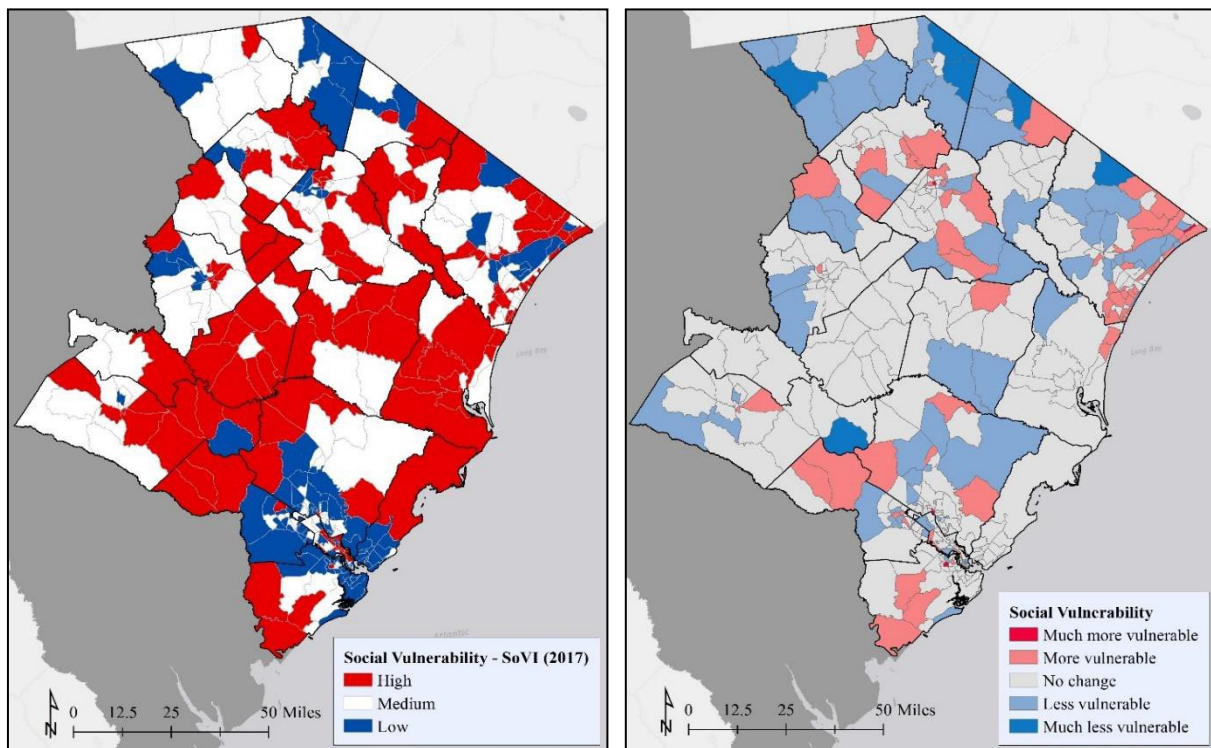 Long Bay
Atlantic
Social Vulnerability - SoVI (2017)
High
Medium
Low
N
0 12.5 25 50 Miles
Long Bay
Social Vulnerability
Much more vulnerable
More vulnerable
No change
Less vulnerable
Much less vulnerable
N
0 12.5 25 50 Miles